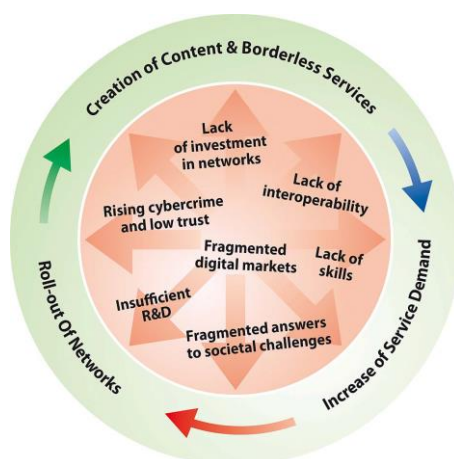 Creation of Content & Borderless Services
Lack
of investment
in networks
Lack of
interoperability
Rising cybercrime
and low trust
Fragmented
digital markets
Lack of
skills
Insufficient
R&D
Fragmented answers
to societal challenges
Roll-out Of Networks
Increase of Service Demand